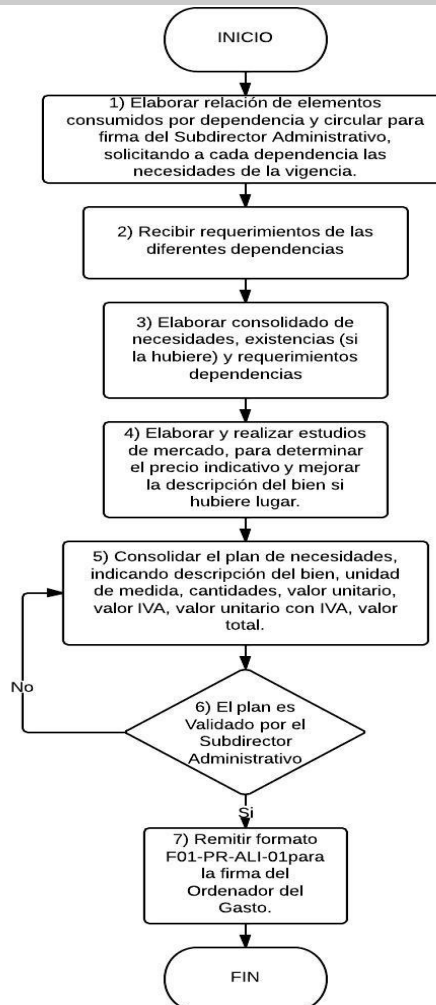 INICIO
1) Elaborar relación de elementos
consumidos por dependencia y circular para
firma del Subdirector Administrativo,
solicitando a cada dependencia las
necesidades de la vigencia.
2) Recibir requerimientos de las
diferentes dependencias
3) Elaborar consolidado de
necesidades, existencias (si
la hubiere) y requerimientos
dependencias
4) Elaborar y realizar estudios
de mercado, para determinar
el precio indicativo y mejorar
la descripción del bien si
hubiere lugar.
5) Consolidar el plan de necesidades,
indicando descripción del bien, unidad
de medida, cantidades, valor unitario,
valor IVA, valor unitario con IVA, valor
total.
No
6) El plan es
Validado por el
Subdirector
Administrativo
Si
7) Remitir formato
F01-PR-ALI-01para
la firma del
Ordenador del
Gasto.
FIN